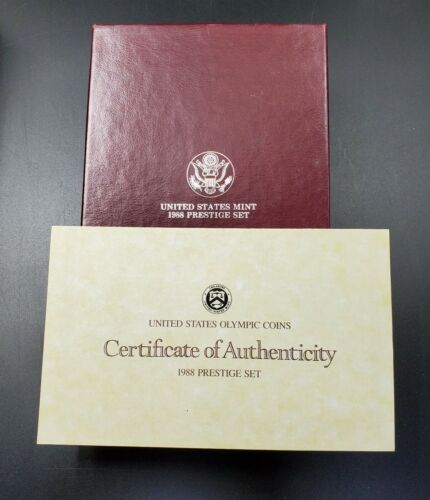 UNITED STATES MINT
1988 PRESTIGE SET
UNITED STATES OLYMPIC COINS
Certificate of Authenticity
1988 PRESTIGE SET